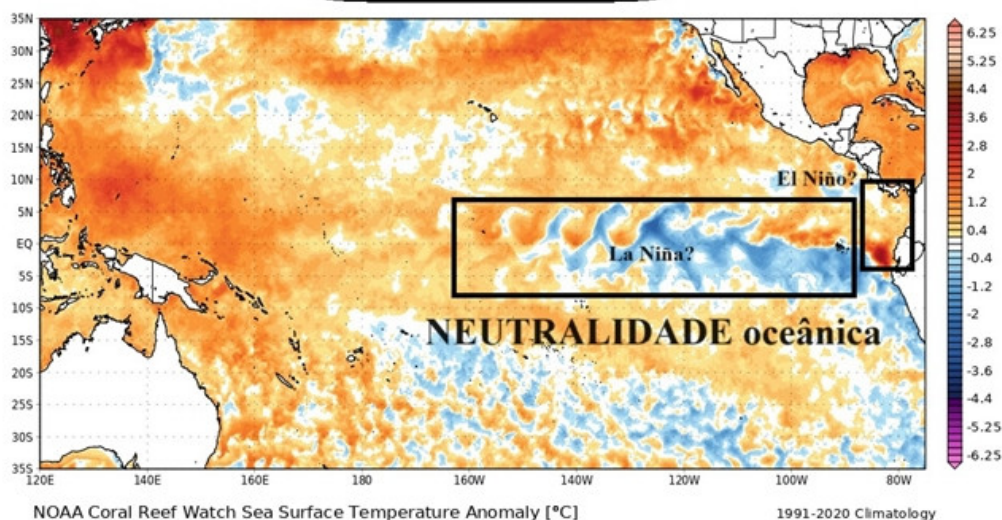 35N
30N
25N
20N
15N
10N
5N
EQ
5S
10S
15S
20S
25S
30S
35S
El Niño?
La Niña?
NEUTRALIDADE oceânica
120E 140E 160E 180 160W 140W 120W 100W 80W
6.25
5.25
4.4
3.6
2.8
2
1.2
0.4
-0.4
-1.2
-2
-2.8
-3.6
-4.4
-5.25
-6.25
NOAA Coral Reef Watch Sea Surface Temperature Anomaly [°C]
1991-2020 Climatology